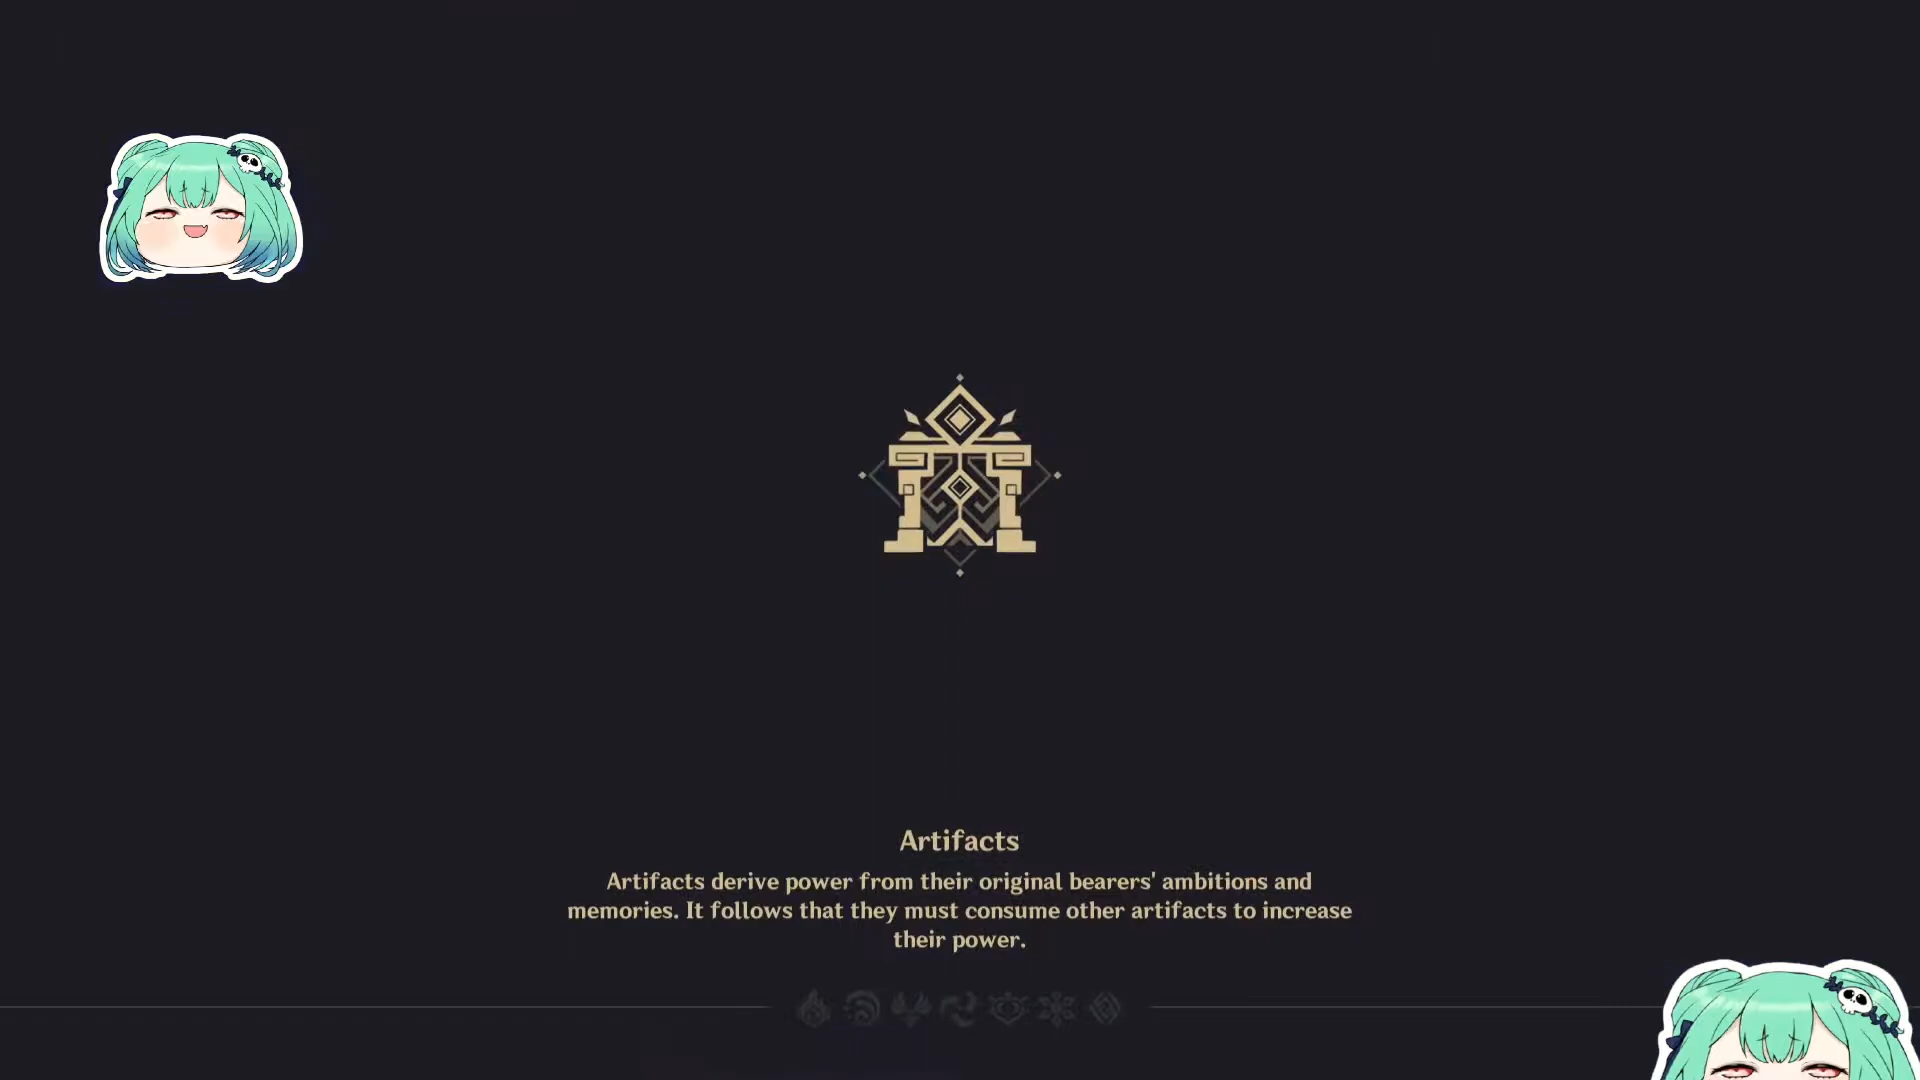 Artifacts
Artifacts derive power from their original bearers' ambitions and
memories. It follows that they must consume other artifacts to increase
their power.